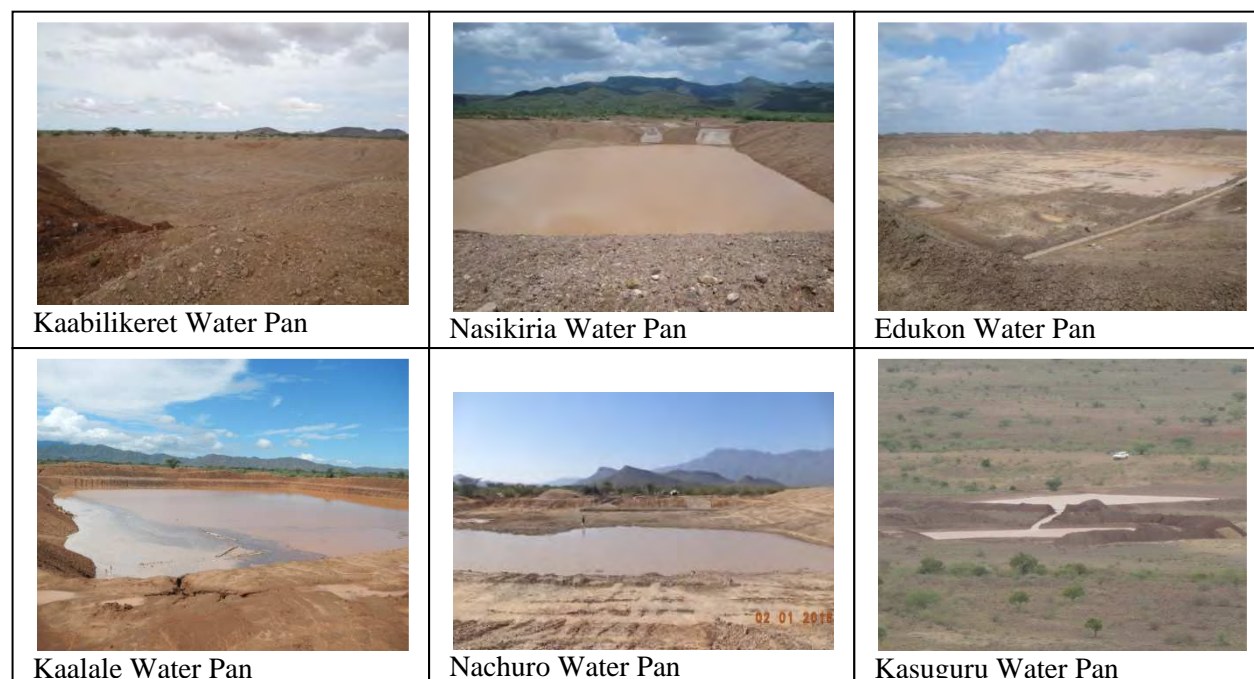 Kaabilikeret Water Pan
Nasikiria Water Pan
Edukon Water Pan
02 01 2016
Kaalale Water Pan
Nachuro Water Pan
Kasuguru Water Pan